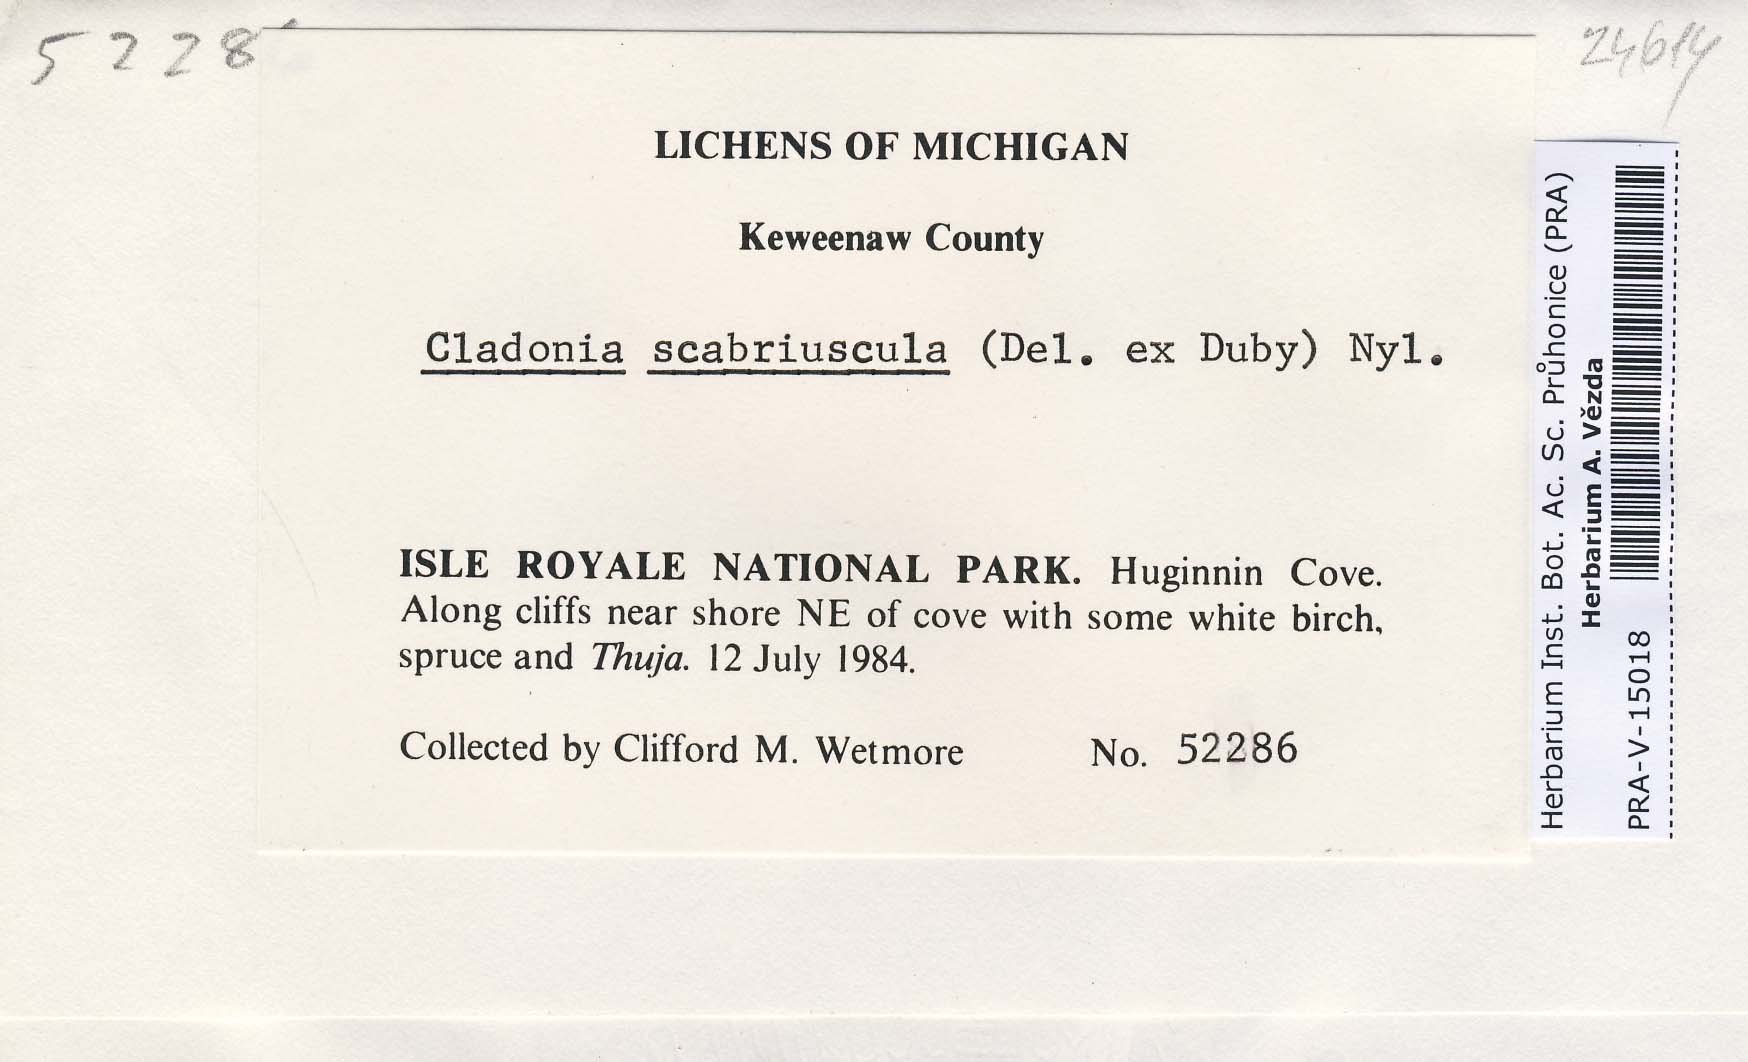 5228
24614
LICHENS OF MICHIGAN
Keweenaw County
Cladonia scabriuscula (Del. ex Duby) Nyl.
ISLE ROYALE NATIONAL PARK. Huginnin Cove.
Along cliffs near shore NE of cove with some white birch,
spruce and Thuja. 12 July 1984.
Collected by Clifford M. Wetmore No. 52286
Herbarium Inst. Bot. Ac. Sc. Průhonice (PRA)
Herbarium A. Vězda
PRA-V-15018